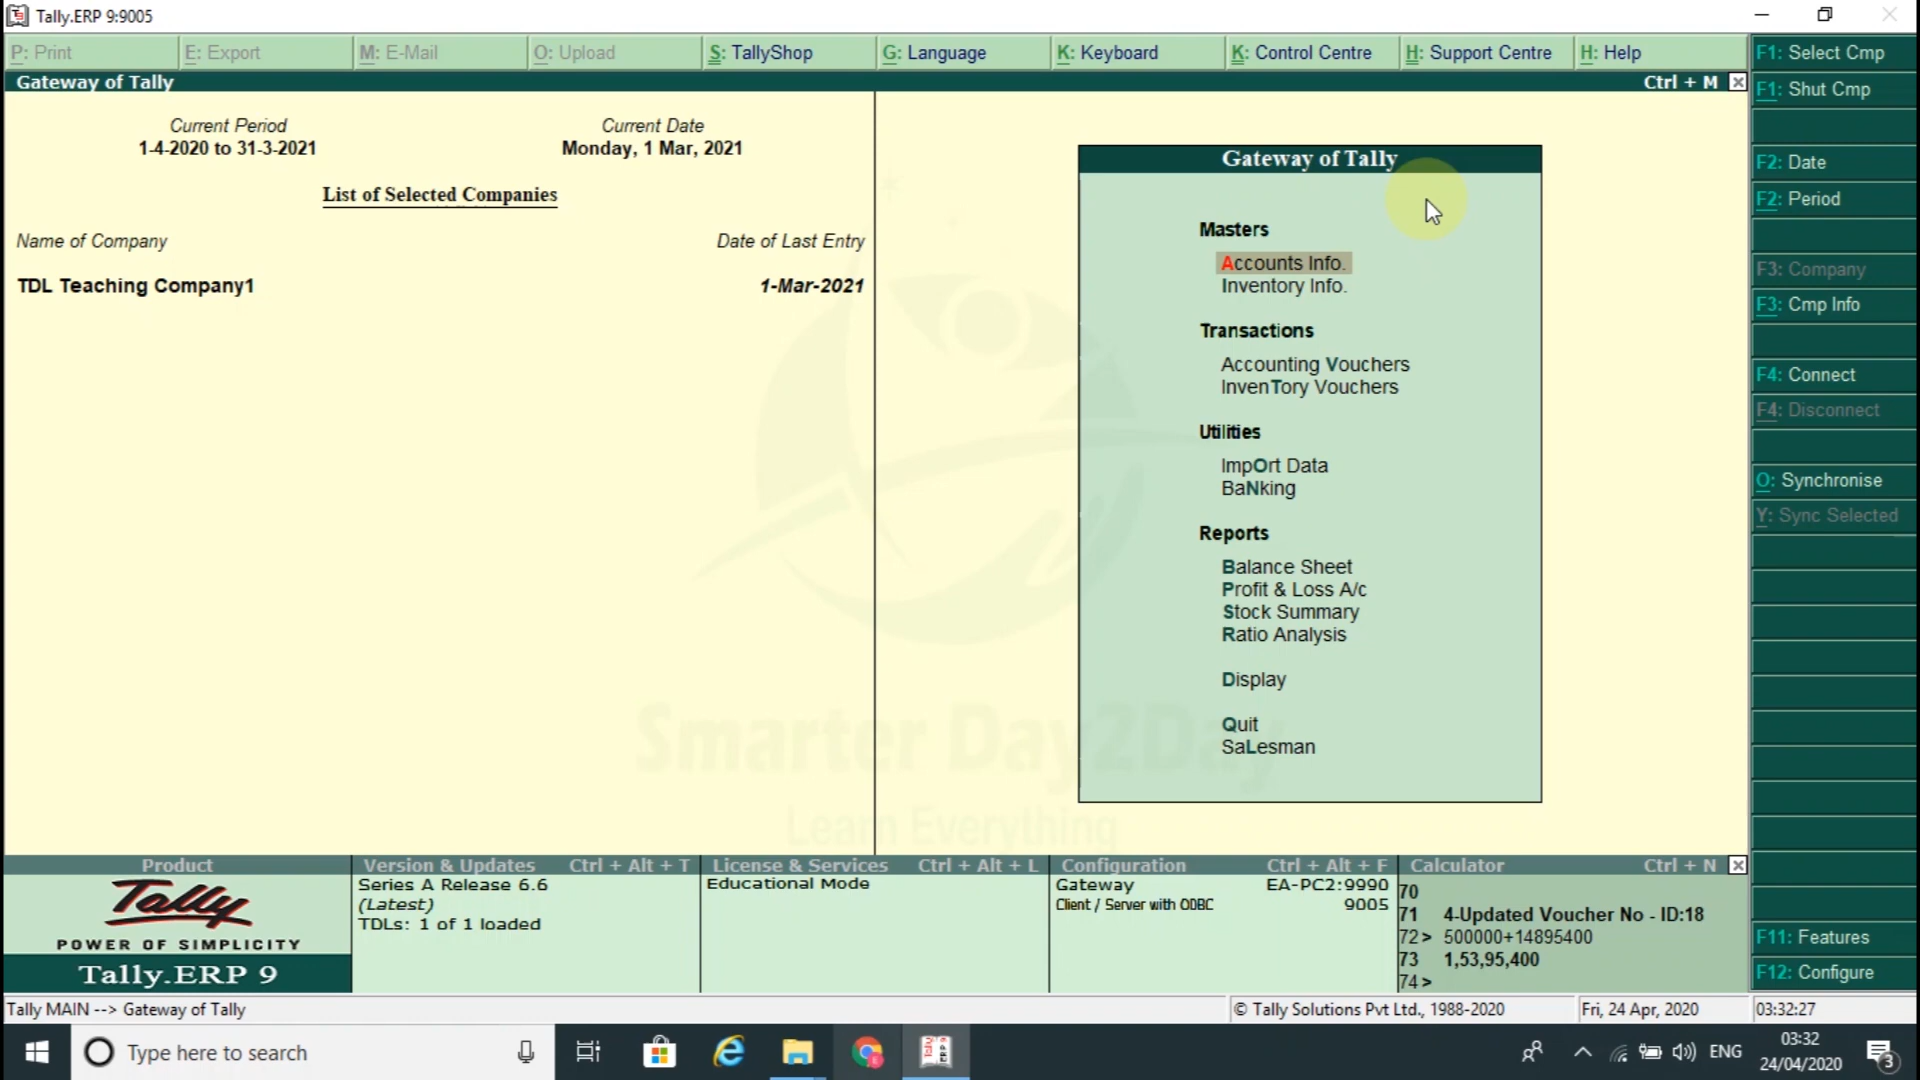 Tally.ERP 9:9005
P: Print E: Export M: E-Mail O: Upload S: TallyShop G: Language K: Keyboard K: Control Centre H: Support Centre H: Help
Gateway of Tally Ctrl + M
Current Period Current Date
1-4-2020 to 31-3-2021 Monday, 1 Mar, 2021
List of Selected Companies
Name of Company Date of Last Entry
TDL Teaching Company1 1-Mar-2021
Gateway of Tally
Masters
Accounts Info.
Inventory Info.
Transactions
Accounting Vouchers
InvenTory Vouchers
Utilities
ImpOrt Data
BaNking
Reports
Balance Sheet
Profit & Loss A/c
Stock Summary
Ratio Analysis
Display
Quit
SaLesman
Smarter Day2Day
Learn Everything
F1: Select Cmp
F1: Shut Cmp
F2: Date
F2: Period
F3: Company
F3: Cmp Info
F4: Connect
F4: Disconnect
O: Synchronise
Y: Sync Selected
F11: Features
F12: Configure
Product
Tally
POWER OF SIMPLICITY
Tally.ERP 9
Version & Updates Ctrl + Alt + T
Series A Release 6.6
(Latest)
TDLs: 1 of 1 loaded
License & Services Ctrl + Alt + L
Educational Mode
Configuration Ctrl + Alt + F
Gateway EA-PC2:9990
Client / Server with ODBC 9005
Calculator Ctrl + N
70
71 4-Updated Voucher No - ID:18
72> 500000+14895400
73 1,53,95,400
74>
Tally MAIN --> Gateway of Tally © Tally Solutions Pvt Ltd., 1988-2020 Fri, 24 Apr, 2020 03:32:27
Type here to search
ENG
03:32
24/04/2020
3